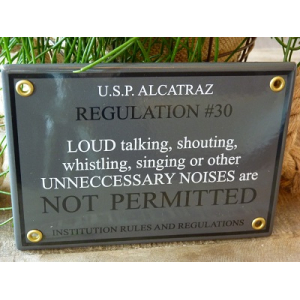 U.S.P. ALCATRAZ
REGULATION #30
LOUD talking, shouting,
whistling, singing or other
UNNECCESSARY NOISES are
NOT PERMITTED
INSTITUTION RULES AND REGULATIONS